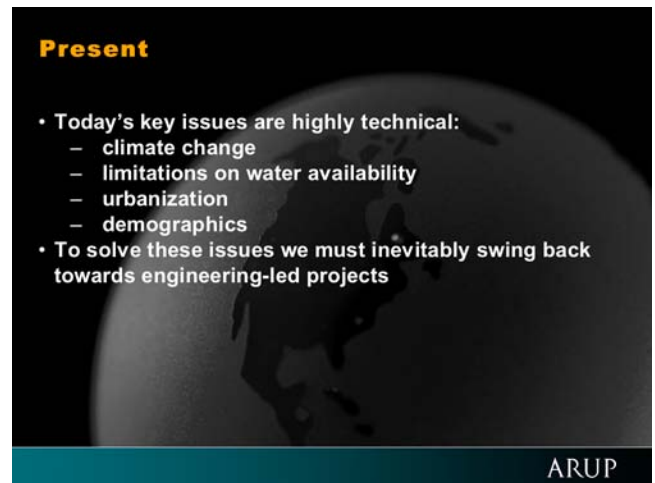 Present
• Today's key issues are highly technical:
– climate change
– limitations on water availability
– urbanization
– demographics
• To solve these issues we must inevitably swing back
towards engineering-led projects
ARUP